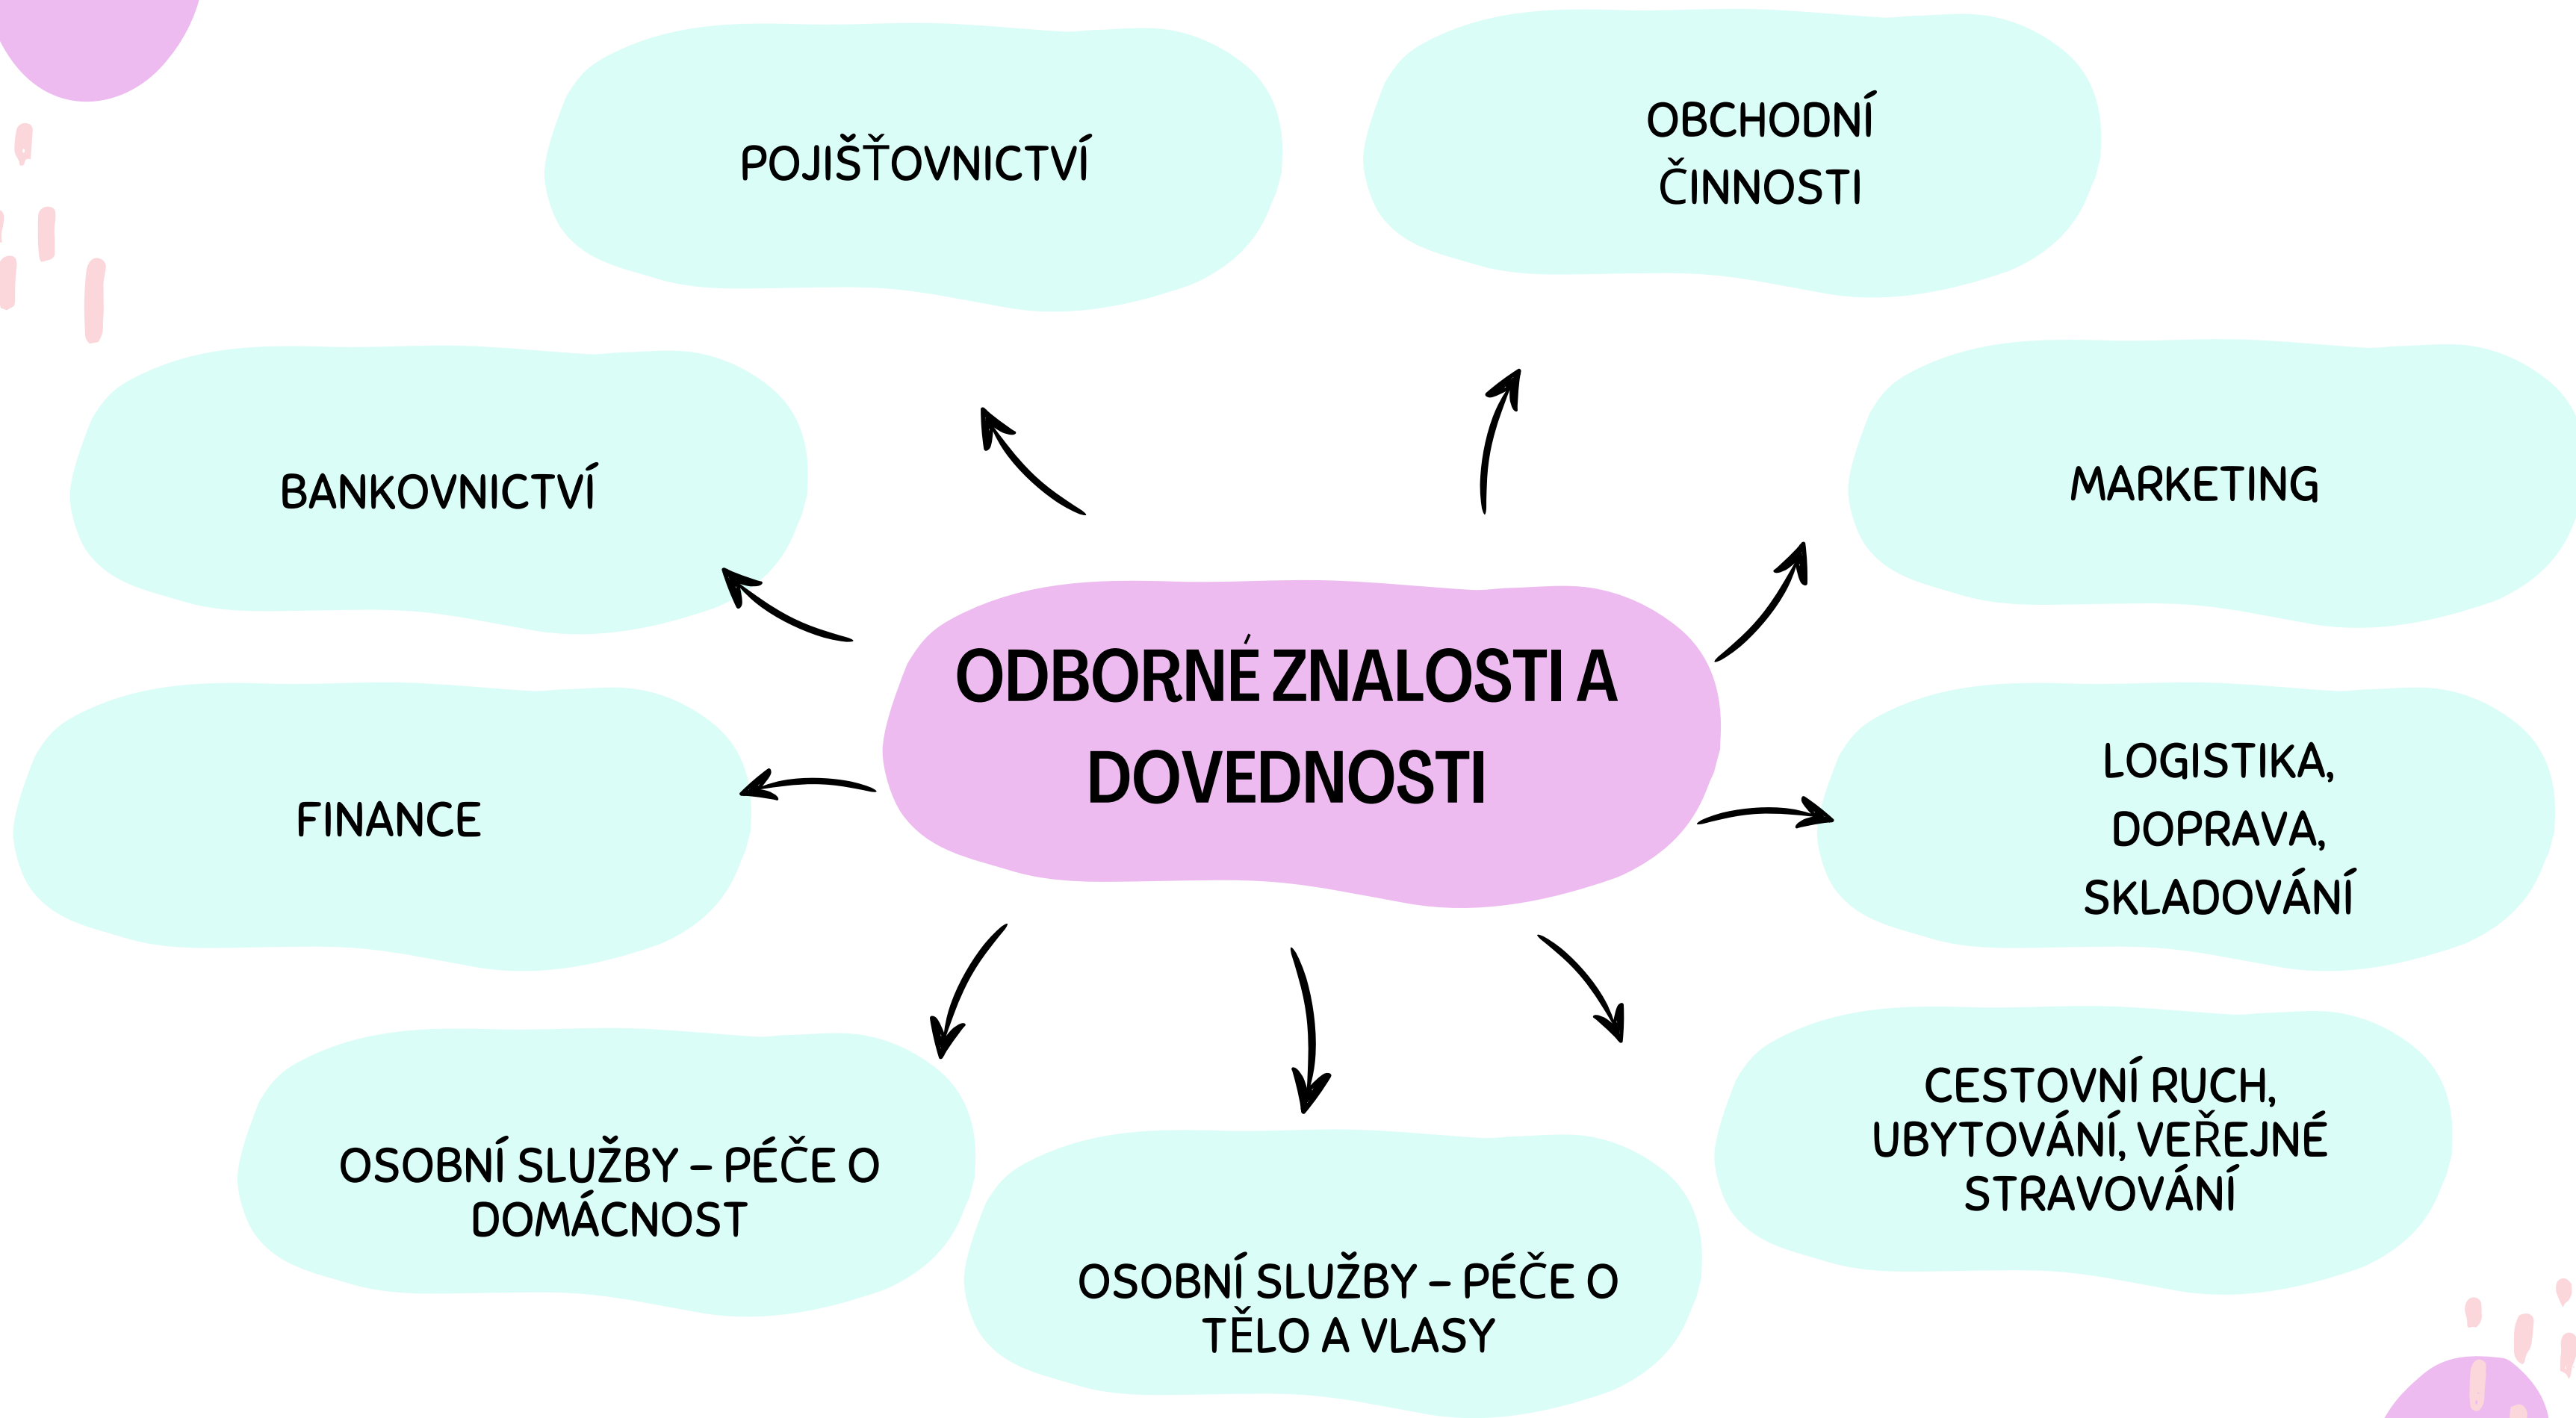 POJIŠŤOVNICTVÍ
OBCHODNÍ
ČINNOSTI
BANKOVNICTVÍ
MARKETING
ODBORNÉ ZNALOSTI A
DOVEDNOSTI
FINANCE
LOGISTIKA,
DOPRAVA,
SKLADOVÁNÍ
OSOBNÍ SLUŽBY – PÉČE O
DOMÁCNOST
OSOBNÍ SLUŽBY – PÉČE O
TĚLO A VLASY
CESTOVNÍ RUCH,
UBYTOVÁNÍ, VEŘEJNÉ
STRAVOVÁNÍ